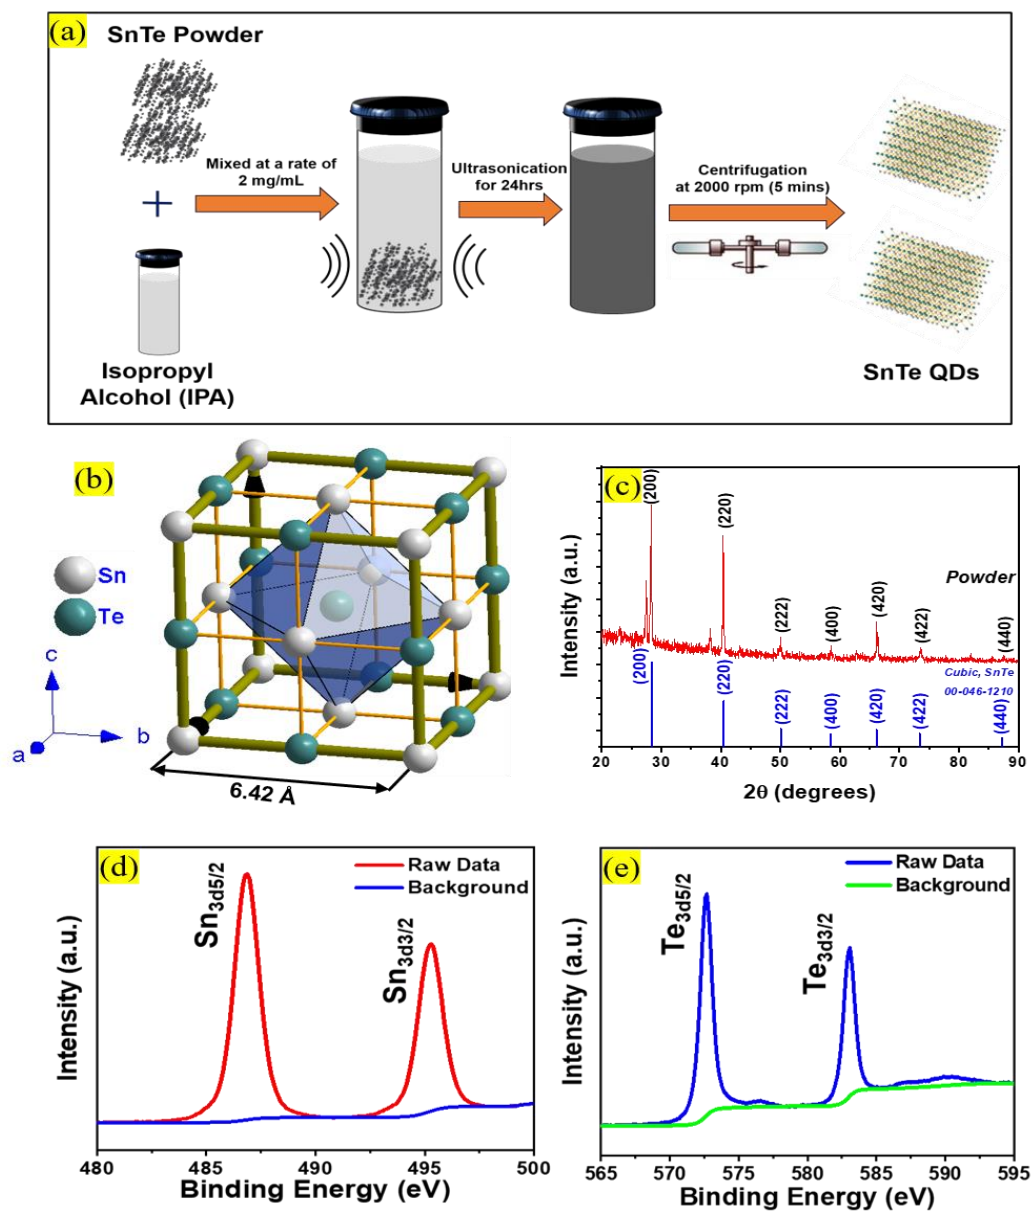 (a)
SnTe Powder
Mixed at a rate of
2 mg/mL
Ultrasonication
for 24hrs
Centrifugation
at 2000 rpm (5 mins)
+
Isopropyl
Alcohol (IPA)
SnTe QDs
(b)
Sn
Te
c
b
a
6.42 Å
(c)
Intensity (a.u.)
(200)
(220)
(222)
(400)
(420)
(422)
(440)
Powder
Cubic, SnTe
00-046-1210
(200)
(220)
(222)
(400)
(420)
(422)
(440)
20 30 40 50 60 70 80 90
2θ (degrees)
(d)
Intensity (a.u.)
Sn3d5/2
Sn3d3/2
Raw Data
Background
480 485 490 495 500
Binding Energy (eV)
(e)
Intensity (a.u.)
Te3d5/2
Te3d3/2
Raw Data
Background
565 570 575 580 585 590 595
Binding Energy (eV)